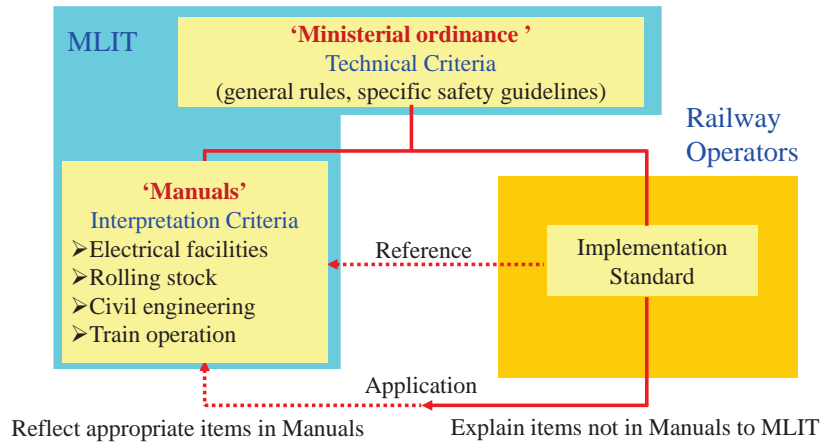 MLIT
‘Ministerial ordinance ’
Technical Criteria
(general rules, specific safety guidelines)
Railway
Operators
‘Manuals’
Interpretation Criteria
➢Electrical facilities
➢Rolling stock
➢Civil engineering
➢Train operation
Reference
Implementation
Standard
Application
Reflect appropriate items in Manuals
Explain items not in Manuals to MLIT